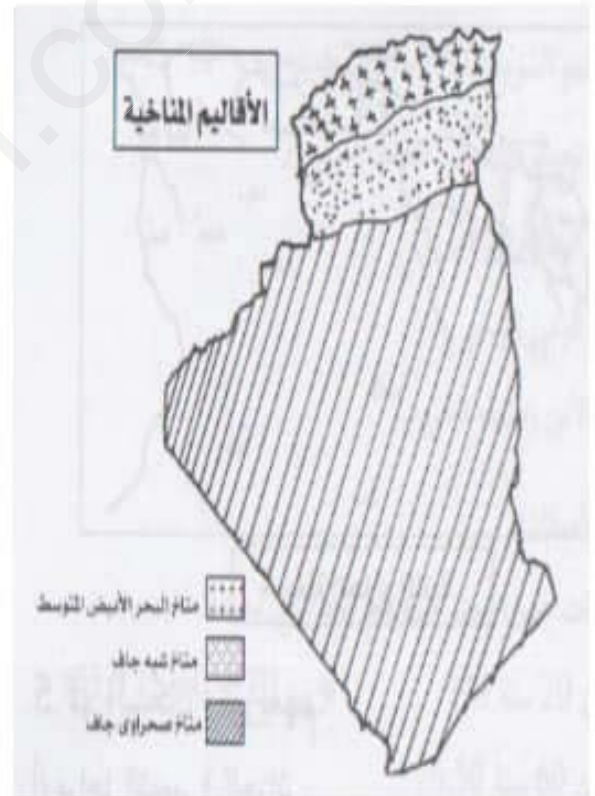 الأقاليم المناخية
مناخ البحر الأبيض المتوسط
مناخ شبه جاف
مناخ صحراوي جاف